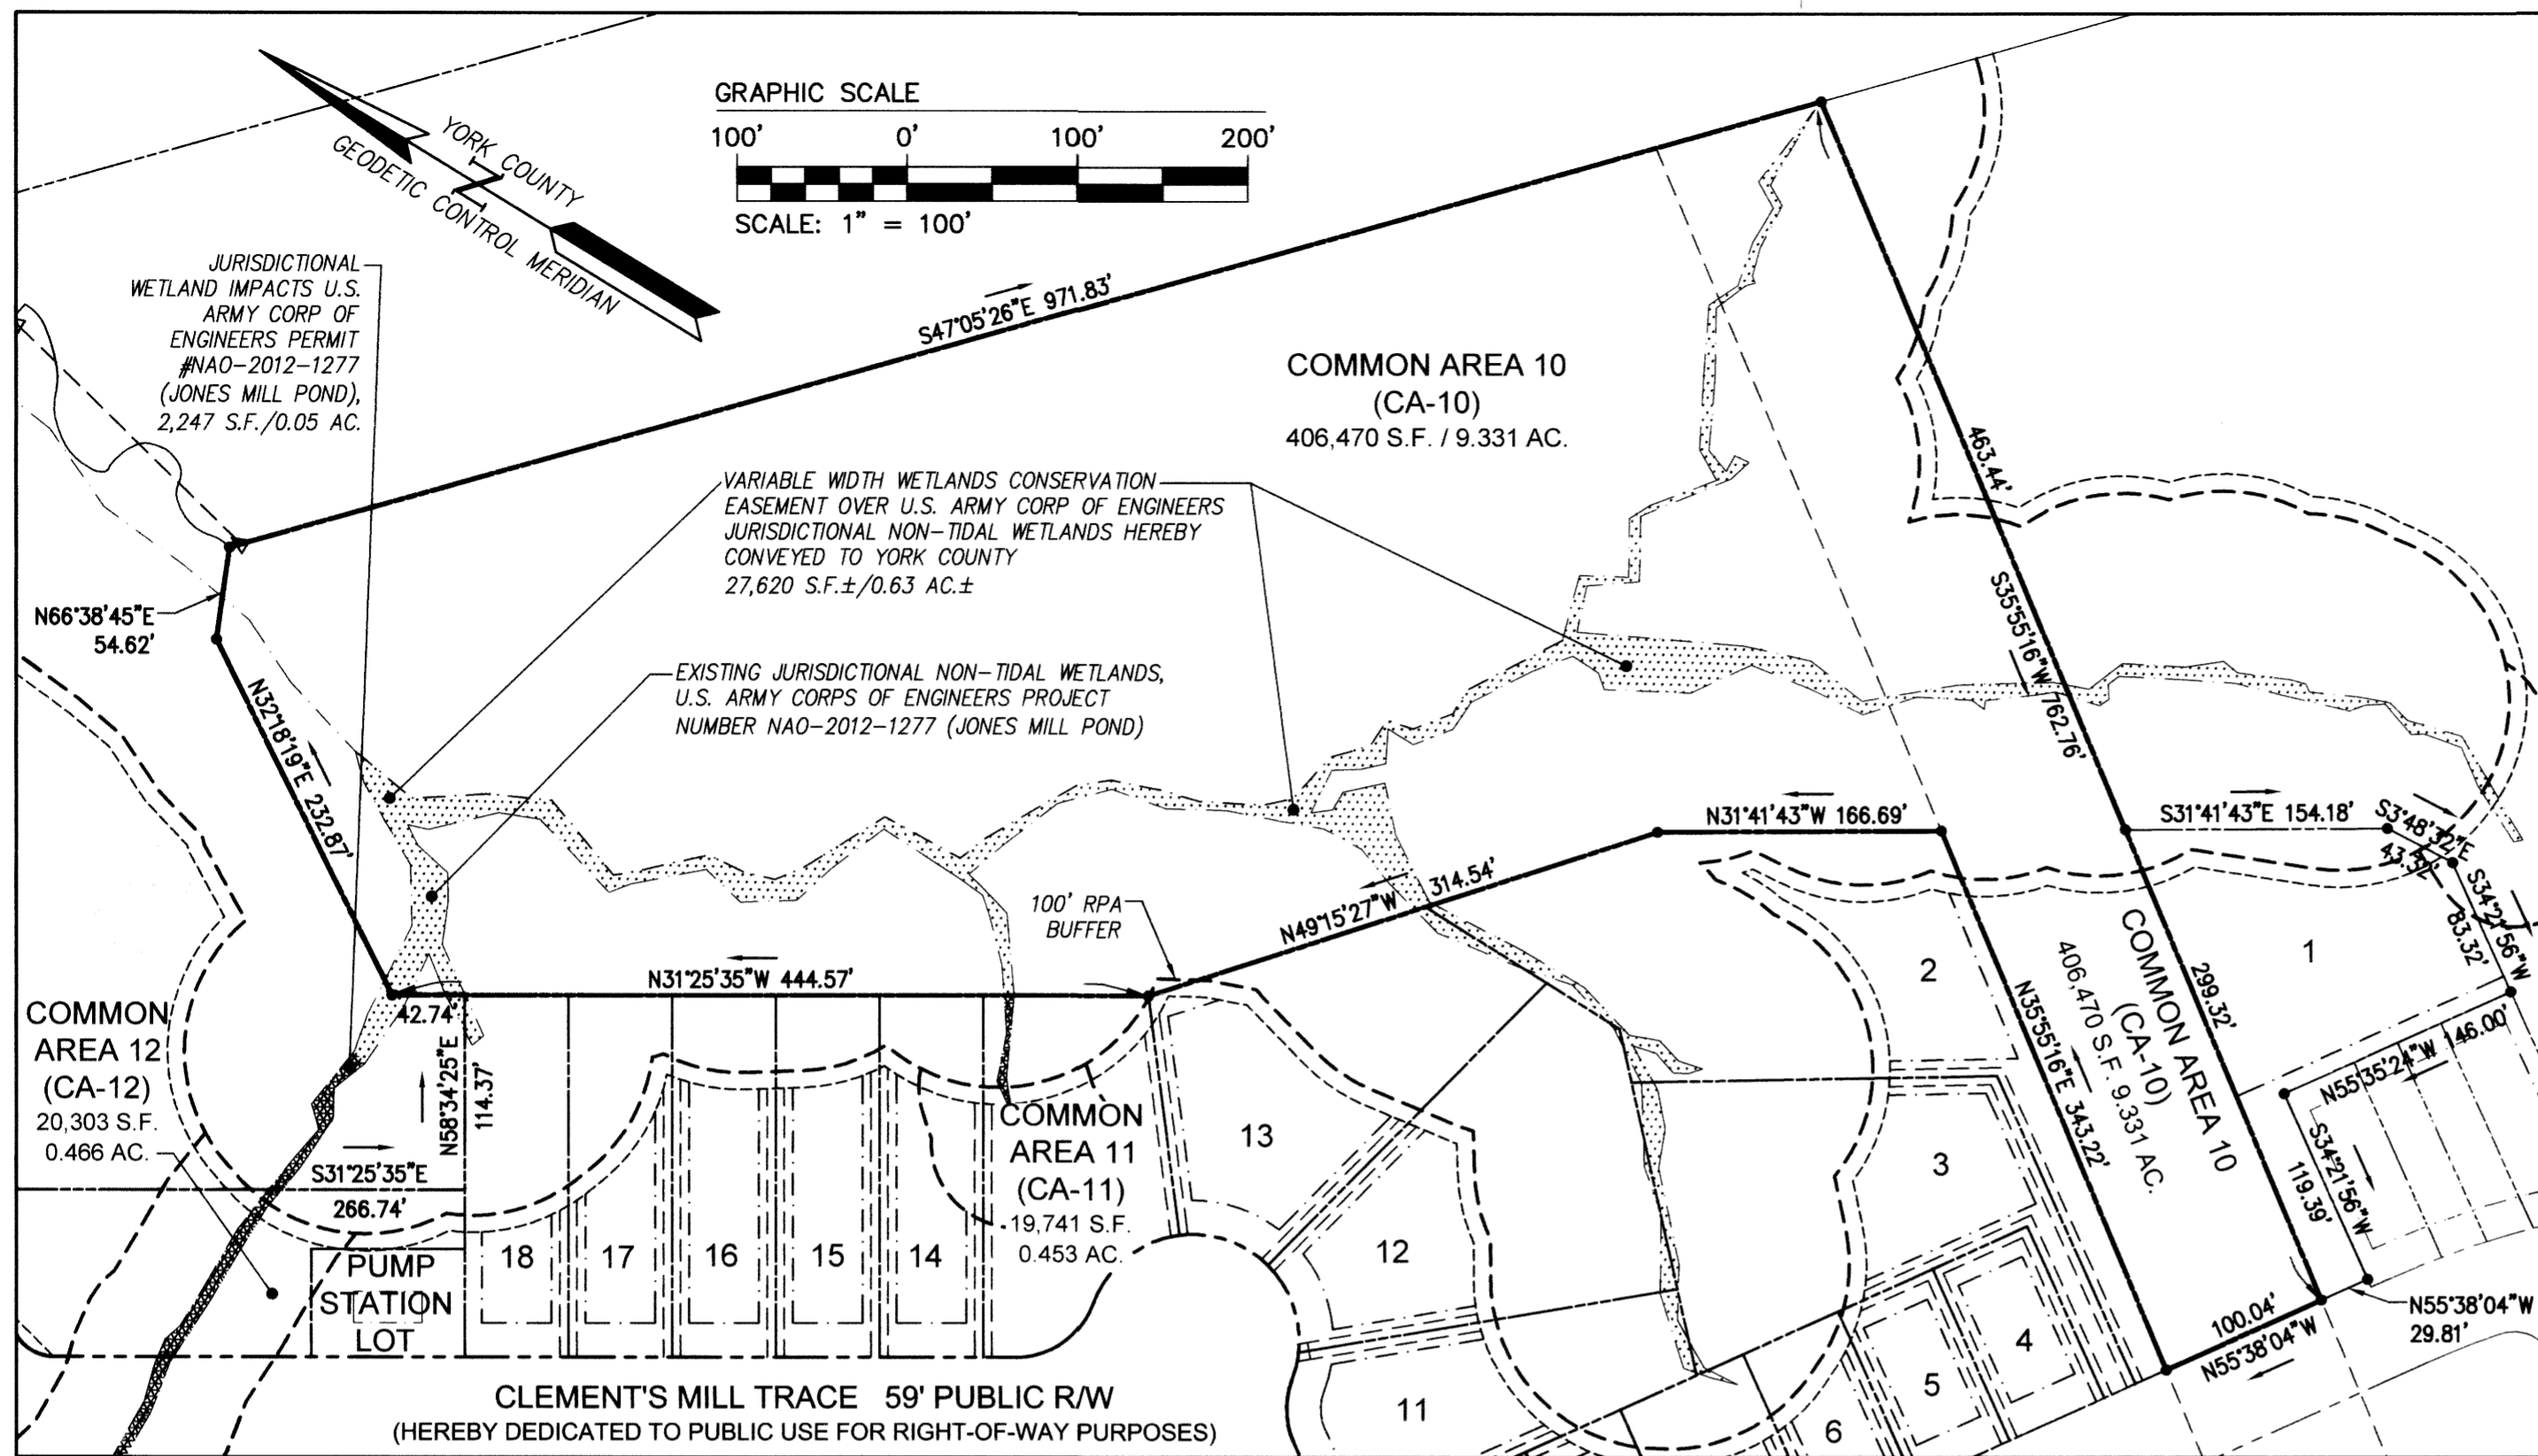 GRAPHIC SCALE
100' 0' 100' 200'
SCALE: 1" = 100'
YORK COUNTY
GEODETIC CONTROL MERIDIAN
JURISDICTIONAL
WETLAND IMPACTS U.S.
ARMY CORP OF
ENGINEERS PERMIT
#NAO-2012-1277
(JONES MILL POND),
2,247 S.F./0.05 AC.
S47°05'26"E 971.83'
COMMON AREA 10
(CA-10)
406,470 S.F. / 9.331 AC.
VARIABLE WIDTH WETLANDS CONSERVATION
EASEMENT OVER U.S. ARMY CORP OF ENGINEERS
JURISDICTIONAL NON-TIDAL WETLANDS HEREBY
CONVEYED TO YORK COUNTY
27,620 S.F.±/0.63 AC.±
463.44'
S35°55'16"W 762.76'
N66°38'45"E
54.62'
N32°18'19"E 232.87'
EXISTING JURISDICTIONAL NON-TIDAL WETLANDS,
U.S. ARMY CORPS OF ENGINEERS PROJECT
NUMBER NAO-2012-1277 (JONES MILL POND)
N31°41'43"W 166.69'
S31°41'43"E 154.18'
S3°48'32"E
43.32'
S34°21'56"W
83.32'
N49°15'27"W 314.54'
100' RPA
BUFFER
N31°25'35"W 444.57'
42.74'
N58°34'25"E
114.37'
COMMON
AREA 12
(CA-12)
20,303 S.F.
0.466 AC.
S31°25'35"E
266.74'
COMMON
AREA 11
(CA-11)
19,741 S.F.
0.453 AC.
COMMON AREA 10
(CA-10)
406,470 S.F. 9.331 AC.
299.32'
N35°55'16"E 343.22'
N55°35'24"W 146.00'
S34°21'56"W
119.39'
N55°38'04"W
29.81'
100.04'
N55°38'04"W
1
2
3
4
5
6
11
12
13
14
15
16
17
18
PUMP
STATION
LOT
CLEMENT'S MILL TRACE 59' PUBLIC R/W
(HEREBY DEDICATED TO PUBLIC USE FOR RIGHT-OF-WAY PURPOSES)